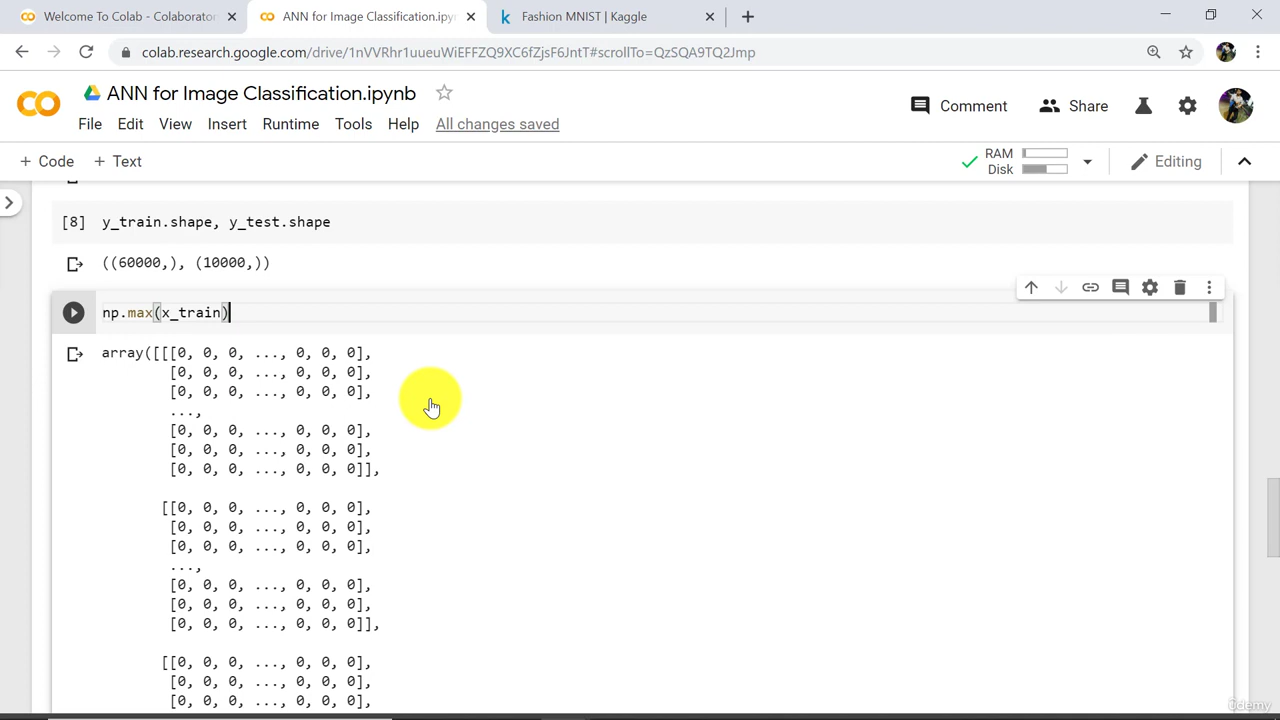 Welcome To Colab - Colaborator
ANN for Image Classification.ipyn
Fashion MNIST | Kaggle
colab.research.google.com/drive/1nVVRhr1uueuWiEFFZQ9XC6fZjsF6JntT#scrollTo=QzSQA9TQ2Jmp
ANN for Image Classification.ipynb
Comment
Share
File Edit View Insert Runtime Tools Help All changes saved
+ Code + Text
RAM
Disk
Editing
[8] y_train.shape, y_test.shape
((60000,), (10000,))
np.max(x_train)
array([[[0, 0, 0, ..., 0, 0, 0],
[0, 0, 0, ..., 0, 0, 0],
[0, 0, 0, ..., 0, 0, 0],
...,
[0, 0, 0, ..., 0, 0, 0],
[0, 0, 0, ..., 0, 0, 0],
[0, 0, 0, ..., 0, 0, 0]],
[[0, 0, 0, ..., 0, 0, 0],
[0, 0, 0, ..., 0, 0, 0],
[0, 0, 0, ..., 0, 0, 0],
...,
[0, 0, 0, ..., 0, 0, 0],
[0, 0, 0, ..., 0, 0, 0],
[0, 0, 0, ..., 0, 0, 0]],
[[0, 0, 0, ..., 0, 0, 0],
[0, 0, 0, ..., 0, 0, 0],
[0, 0, 0, ..., 0, 0, 0],
ûdemy